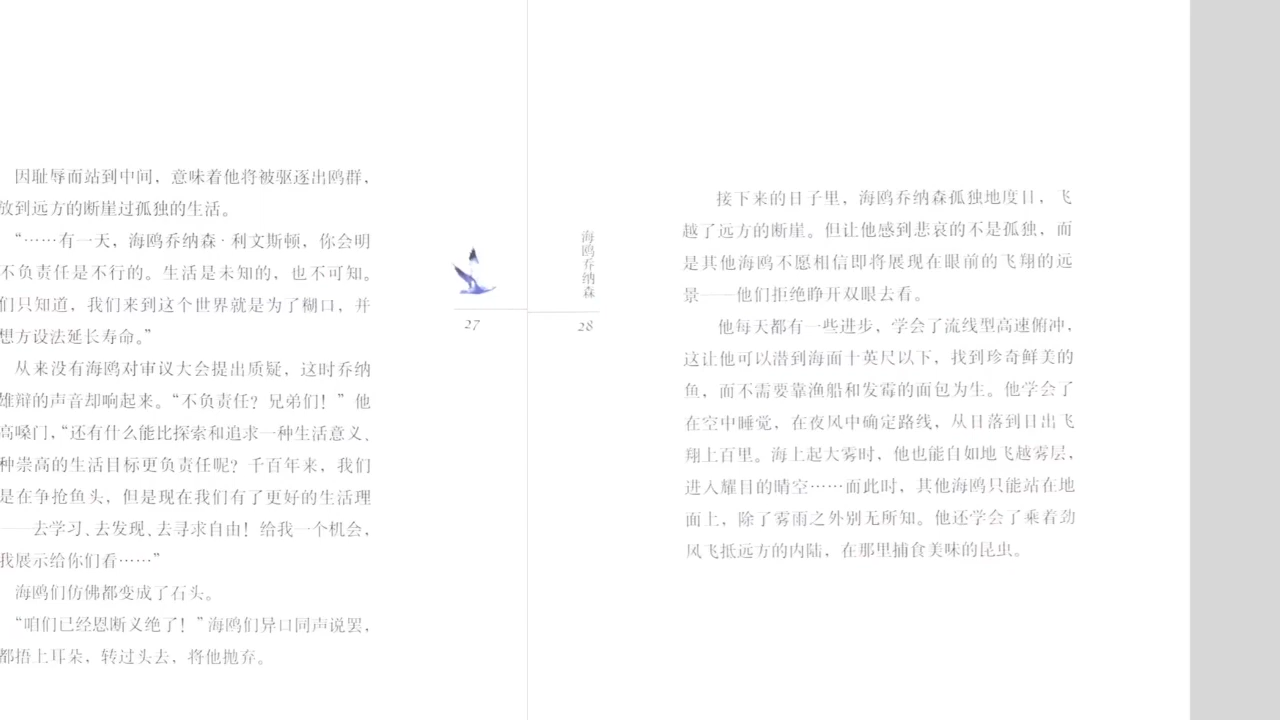 因耻辱而站到中间，意味着他将被驱逐出鸥群，
放到远方的断崖过孤独的生活。
“……有一天，海鸥乔纳森·利文斯顿，你会明
不负责任是不行的。生活是未知的，也不可知。
们只知道，我们来到这个世界就是为了糊口，并
想方设法延长寿命。”
从来没有海鸥对审议大会提出质疑，这时乔纳
雄辩的声音却响起来。“不负责任？兄弟们！”他
高嗓门，“还有什么能比探索和追求一种生活意义、
种崇高的生活目标更负责任呢？千百年来，我们
是在争抢鱼头，但是现在我们有了更好的生活理
——去学习、去发现、去寻求自由！给我一个机会，
我展示给你们看……”
海鸥们仿佛都变成了石头。
“咱们已经恩断义绝了！”海鸥们异口同声说罢，
都捂上耳朵，转过头去，将他抛弃。
27
海鸥乔纳森
28
接下来的日子里，海鸥乔纳森孤独地度日，飞
越了远方的断崖。但让他感到悲哀的不是孤独，而
是其他海鸥不愿相信即将展现在眼前的飞翔的远
景——他们拒绝睁开双眼去看。
他每天都有一些进步，学会了流线型高速俯冲，
这让他可以潜到海面十英尺以下，找到珍奇鲜美的
鱼，而不需要靠渔船和发霉的面包为生。他学会了
在空中睡觉，在夜风中确定路线，从日落到日出飞
翔上百里。海上起大雾时，他也能自如地飞越雾层，
进入耀目的晴空……而此时，其他海鸥只能站在地
面上，除了雾雨之外别无所知。他还学会了乘着劲
风飞抵远方的内陆，在那里捕食美味的昆虫。